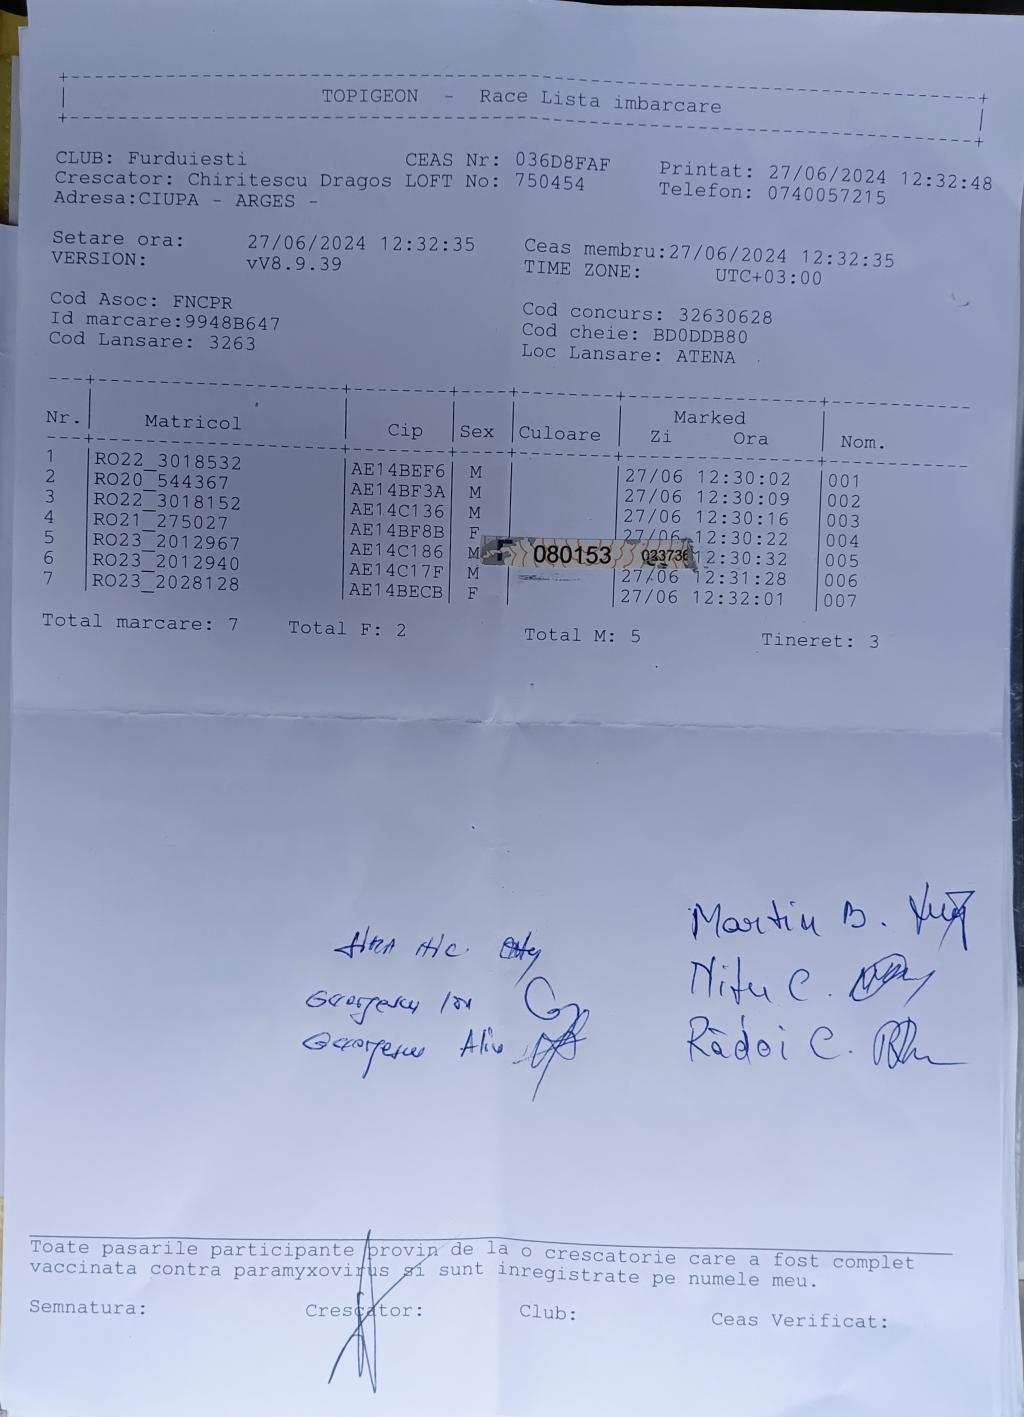 TOPIGEON - Race Lista imbarcare
CLUB: Furduiesti CEAS Nr: 036D8FAF Printat: 27/06/2024 12:32:48
Crescator: Chiritescu Dragos LOFT No: 750454 Telefon: 0740057215
Adresa:CIUPA - ARGES -
Setare ora: 27/06/2024 12:32:35 Ceas membru:27/06/2024 12:32:35
VERSION: vV8.9.39 TIME ZONE: UTC+03:00
Cod Asoc: FNCPR Cod concurs: 32630628
Id marcare:9948B647 Cod cheie: BD0DDB80
Cod Lansare: 3263 Loc Lansare: ATENA
Marked
Nr. Matricol Cip Sex Culoare Zi Ora Nom.
1 RO22_3018532 AE14BEF6 M 27/06 12:30:02 001
2 RO20_544367 AE14BF3A M 27/06 12:30:09 002
3 RO22_3018152 AE14C136 M 27/06 12:30:16 003
4 RO21_275027 AE14BF8B F 27/06 12:30:22 004
5 RO23_2012967 AE14C186 M 080153 023736 12:30:32 005
6 RO23_2012940 AE14C17F M 27/06 12:31:28 006
7 RO23_2028128 AE14BECB F 27/06 12:32:01 007
Total marcare: 7 Total F: 2 Total M: 5 Tineret: 3
Martin B.
Nitu C.
Georgescu Ion
Rădoi C.
Georgescu Alin
Toate pasarile participante provin de la o crescatorie care a fost complet
vaccinata contra paramyxovirus si sunt inregistrate pe numele meu.
Semnatura: Crescator: Club: Ceas Verificat: